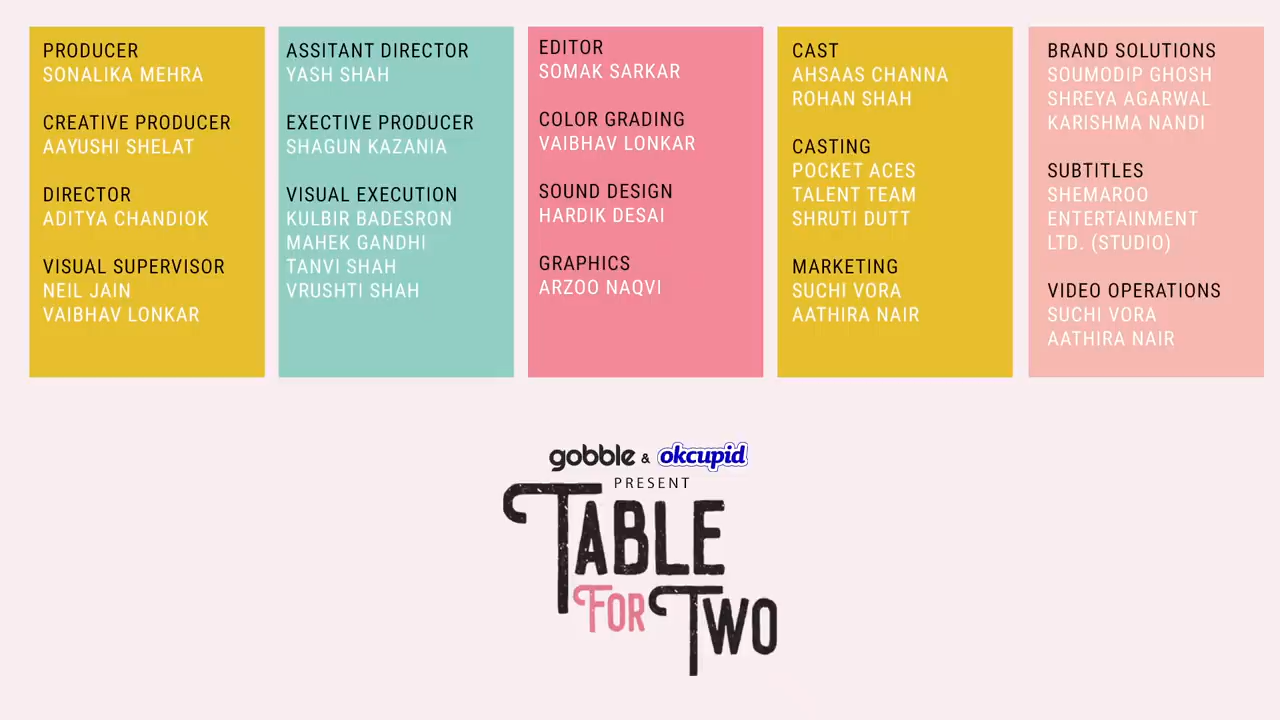 PRODUCER
SONALIKA MEHRA
CREATIVE PRODUCER
AAYUSHI SHELAT
DIRECTOR
ADITYA CHANDIOK
VISUAL SUPERVISOR
NEIL JAIN
VAIBHAV LONKAR
ASSITANT DIRECTOR
YASH SHAH
EXECTIVE PRODUCER
SHAGUN KAZANIA
VISUAL EXECUTION
KULBIR BADESRON
MAHEK GANDHI
TANVI SHAH
VRUSHTI SHAH
EDITOR
SOMAK SARKAR
COLOR GRADING
VAIBHAV LONKAR
SOUND DESIGN
HARDIK DESAI
GRAPHICS
ARZOO NAQVI
CAST
AHSAAS CHANNA
ROHAN SHAH
CASTING
POCKET ACES
TALENT TEAM
SHRUTI DUTT
MARKETING
SUCHI VORA
AATHIRA NAIR
BRAND SOLUTIONS
SOUMODIP GHOSH
SHREYA AGARWAL
KARISHMA NANDI
SUBTITLES
SHEMAROO
ENTERTAINMENT
LTD. (STUDIO)
VIDEO OPERATIONS
SUCHI VORA
AATHIRA NAIR
gobble & okcupid
PRESENT
TABLE
FOR TWO